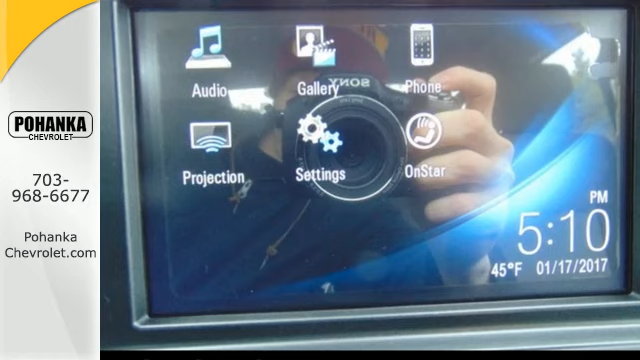 POHANKA
CHEVROLET
703-
968-6677
Pohanka
Chevrolet.com
Audio
Gallery
Phone
SONY
Projection
Settings
OnStar
PM
5:10
45°F 01/17/2017